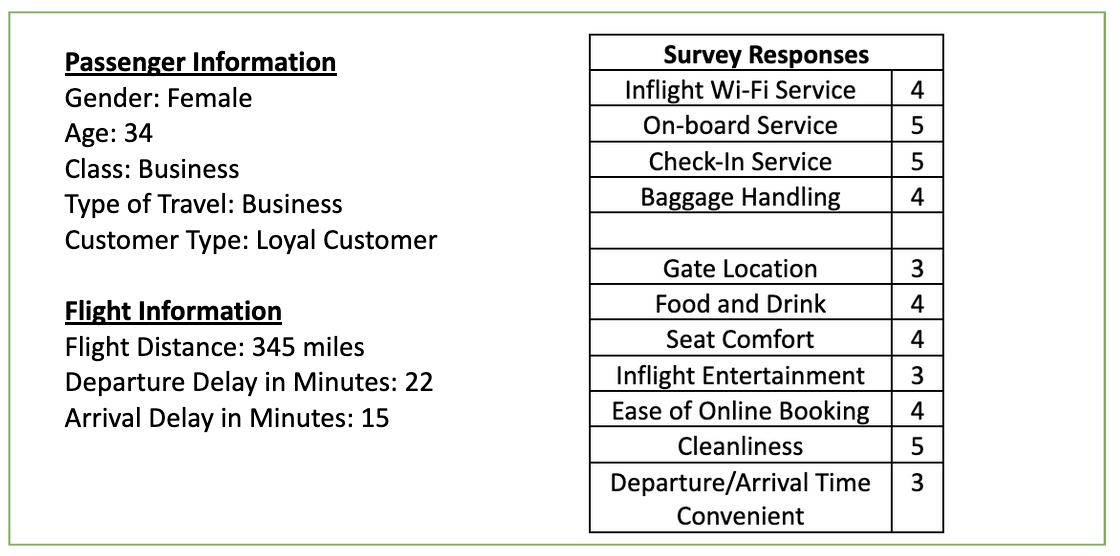 Passenger Information
Gender: Female
Age: 34
Class: Business
Type of Travel: Business
Customer Type: Loyal Customer
Flight Information
Flight Distance: 345 miles
Departure Delay in Minutes: 22
Arrival Delay in Minutes: 15
Survey Responses
Inflight Wi-Fi Service 4
On-board Service 5
Check-In Service 5
Baggage Handling 4
Gate Location 3
Food and Drink 4
Seat Comfort 4
Inflight Entertainment 3
Ease of Online Booking 4
Cleanliness 5
Departure/Arrival Time 3
Convenient